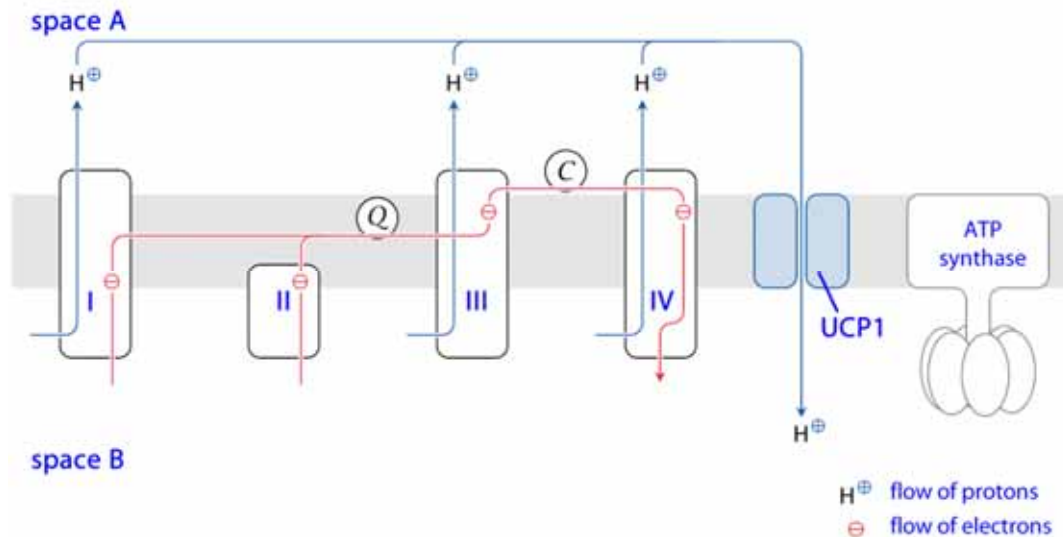 space A
H⊕
H⊕
H⊕
C
Q
I
II
III
IV
ATP
synthase
UCP1
H⊕
space B
H⊕ flow of protons
⊖ flow of electrons